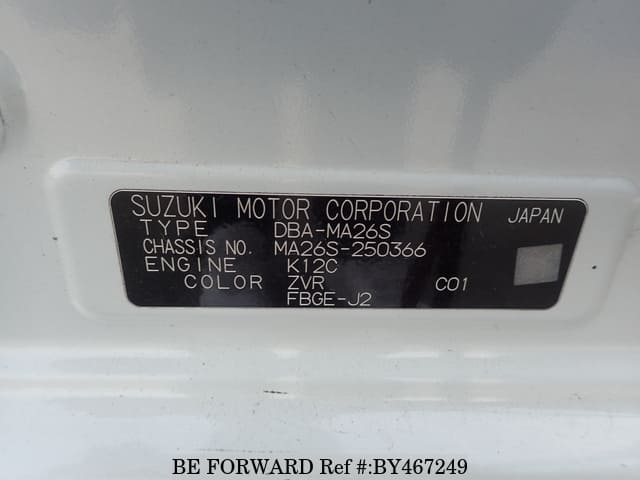 SUZUKI MOTOR CORPORATION JAPAN
TYPE DBA-MA26S
CHASSIS NO. MA26S-250366
ENGINE K12C
COLOR ZVR C01
FBGE-J2
BE FORWARD Ref #:BY467249